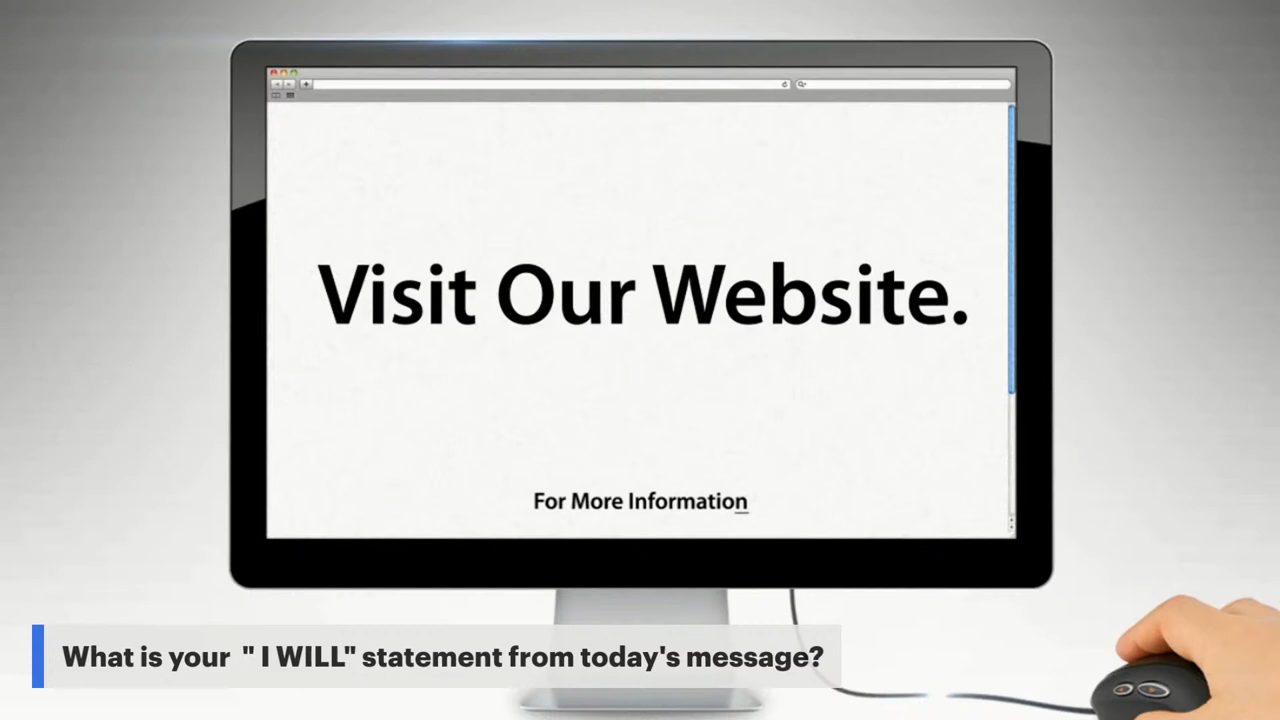 Visit Our Website.
For More Information
What is your " I WILL" statement from today's message?